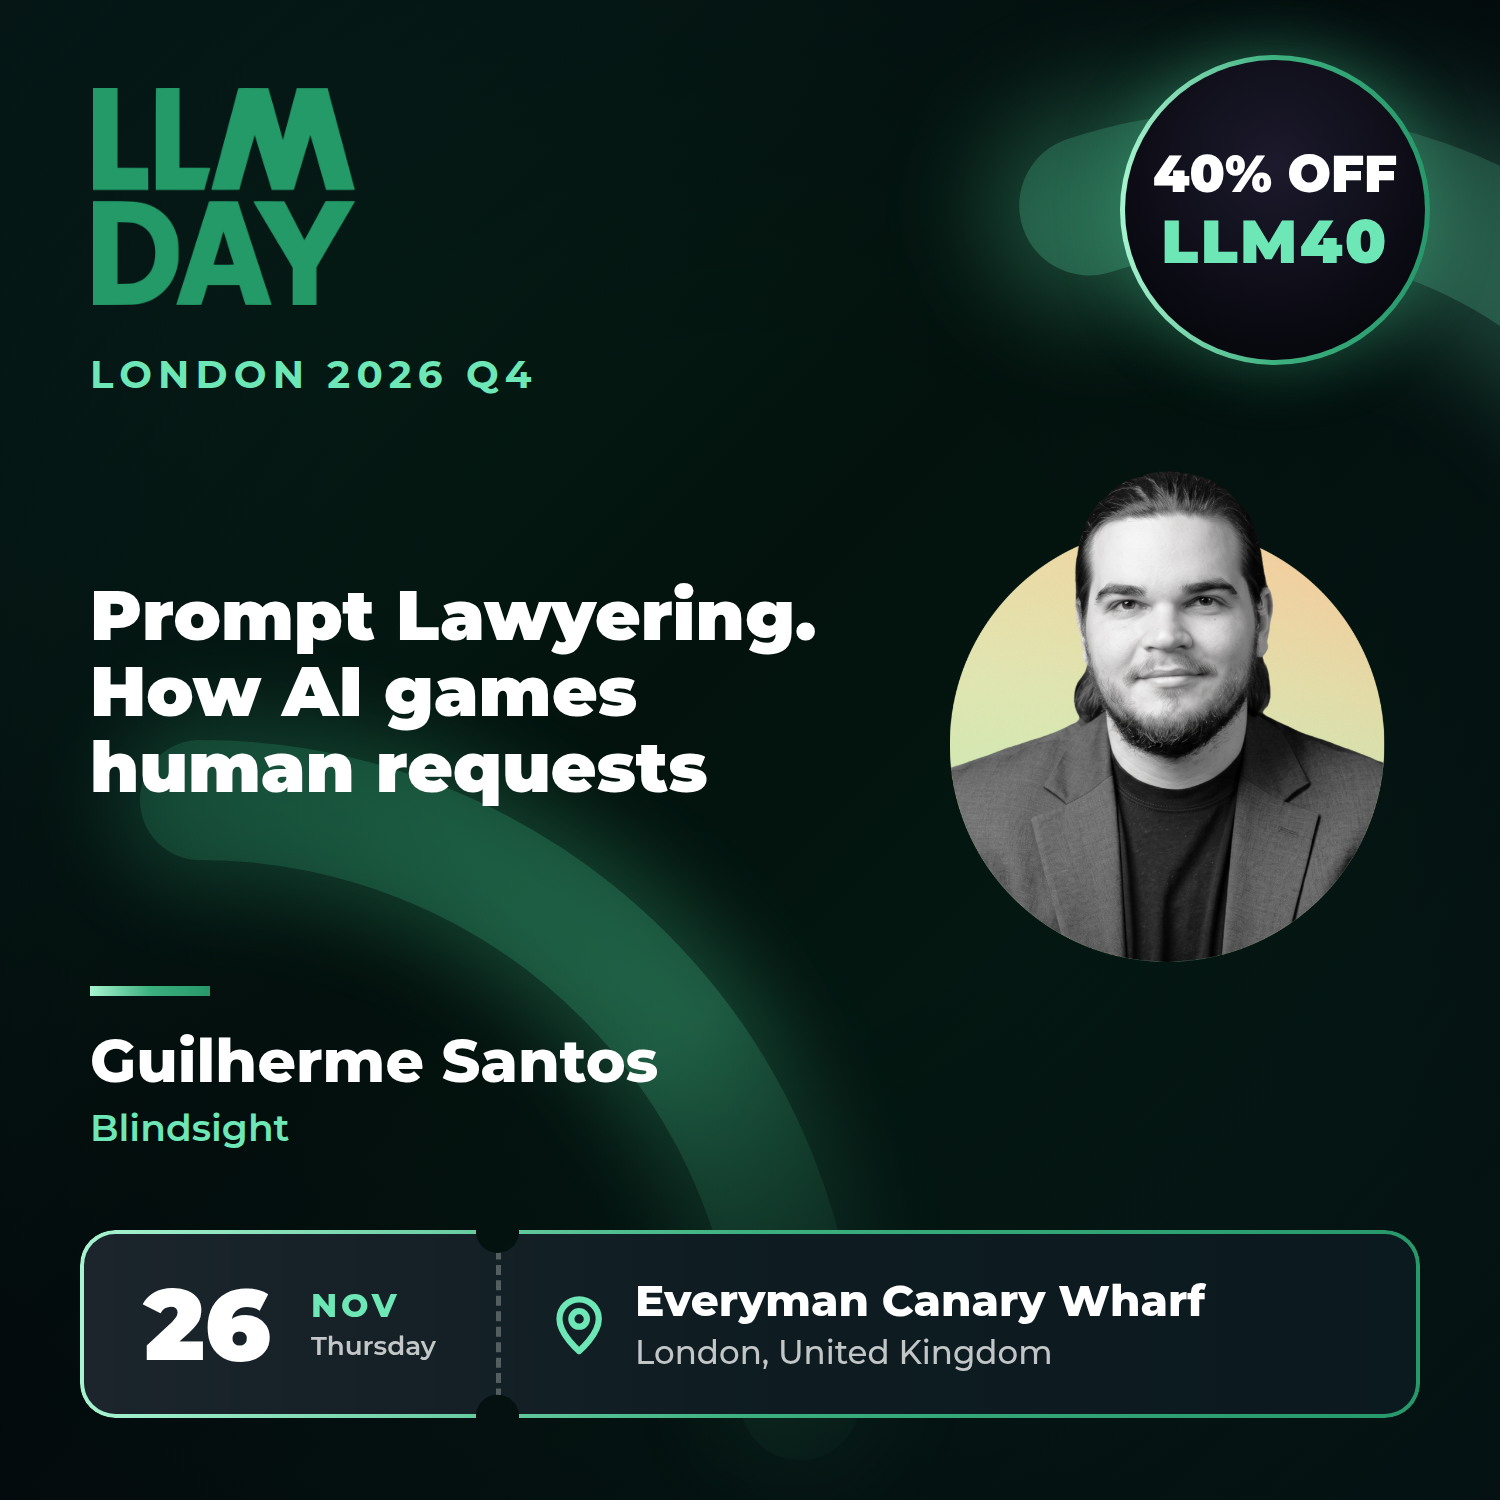 LLM
DAY
LONDON 2026 Q4
40% OFF
LLM40
Prompt Lawyering.
How AI games
human requests
Guilherme Santos
Blindsight
26
NOV
Thursday
Everyman Canary Wharf
London, United Kingdom